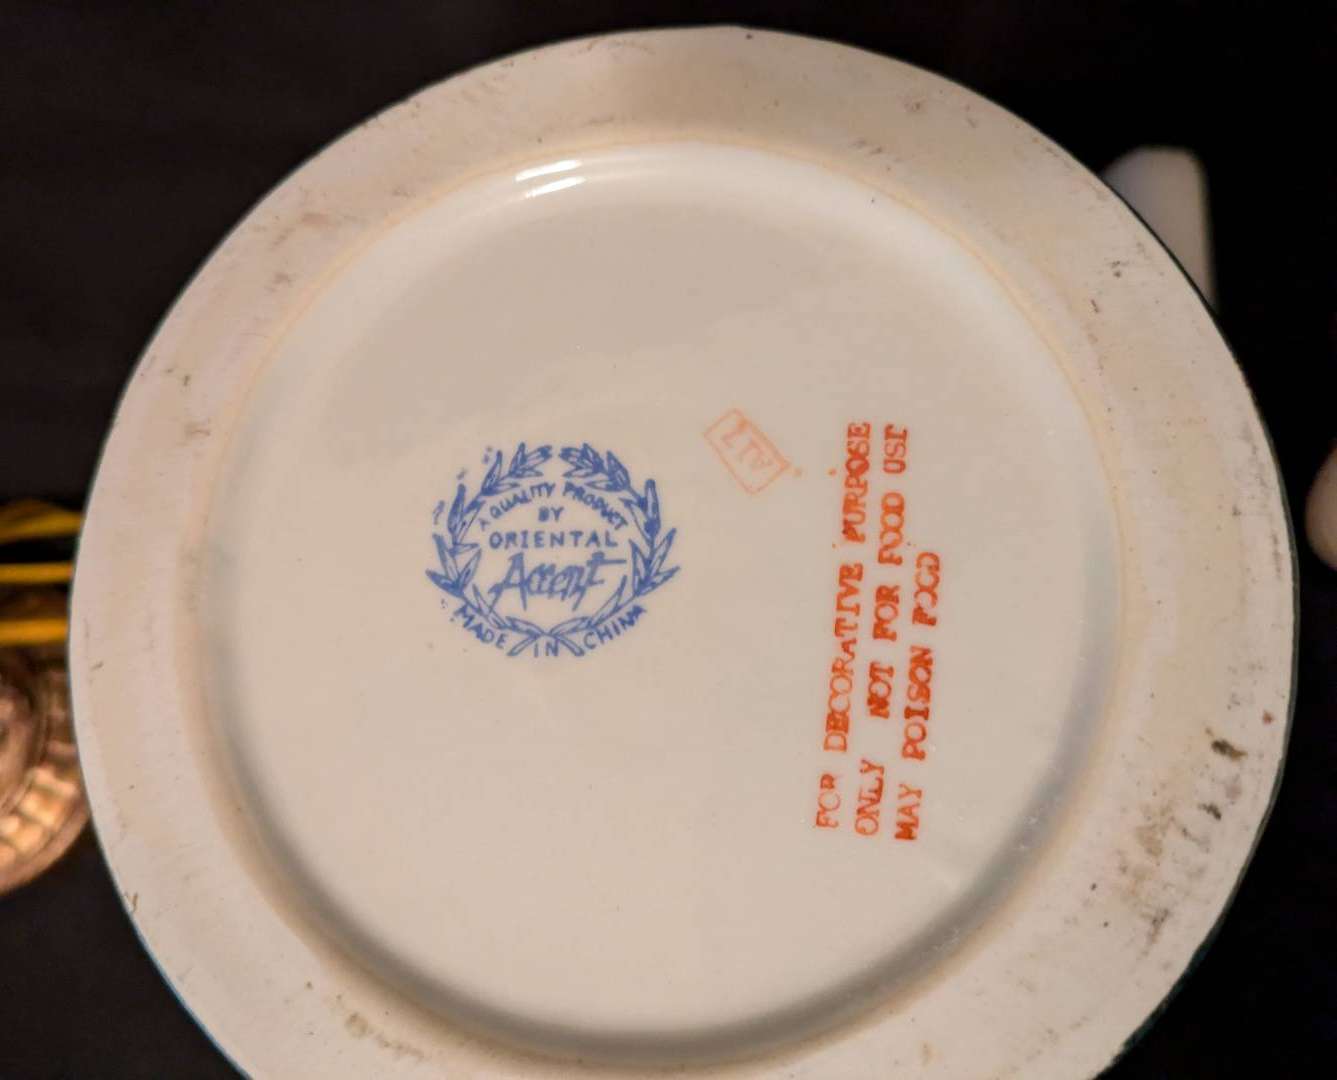 A QUALITY PRODUCT
BY
ORIENTAL
Accent
MADE IN CHINA
FOR DECORATIVE PURPOSE
ONLY NOT FOR FOOD USE
MAY POISON FOOD